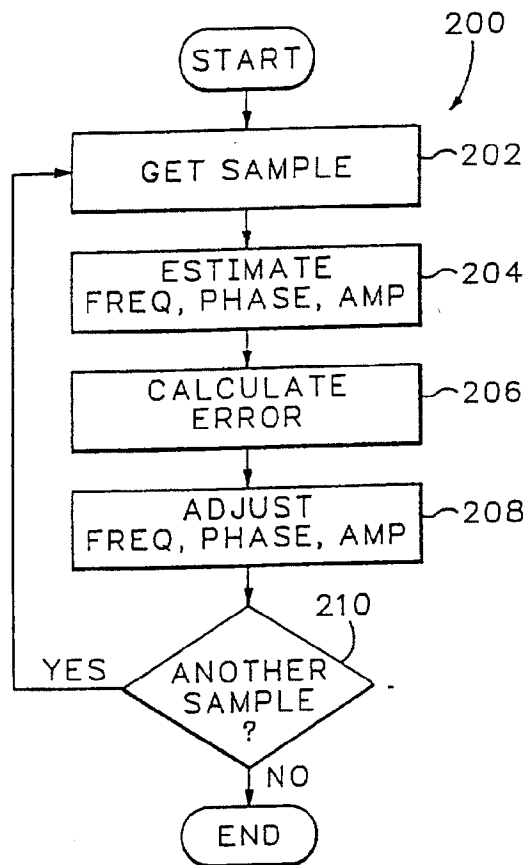 START
200
GET SAMPLE
202
ESTIMATE
FREQ, PHASE, AMP
204
CALCULATE
ERROR
206
ADJUST
FREQ, PHASE, AMP
208
210
YES
ANOTHER
SAMPLE
?
NO
END